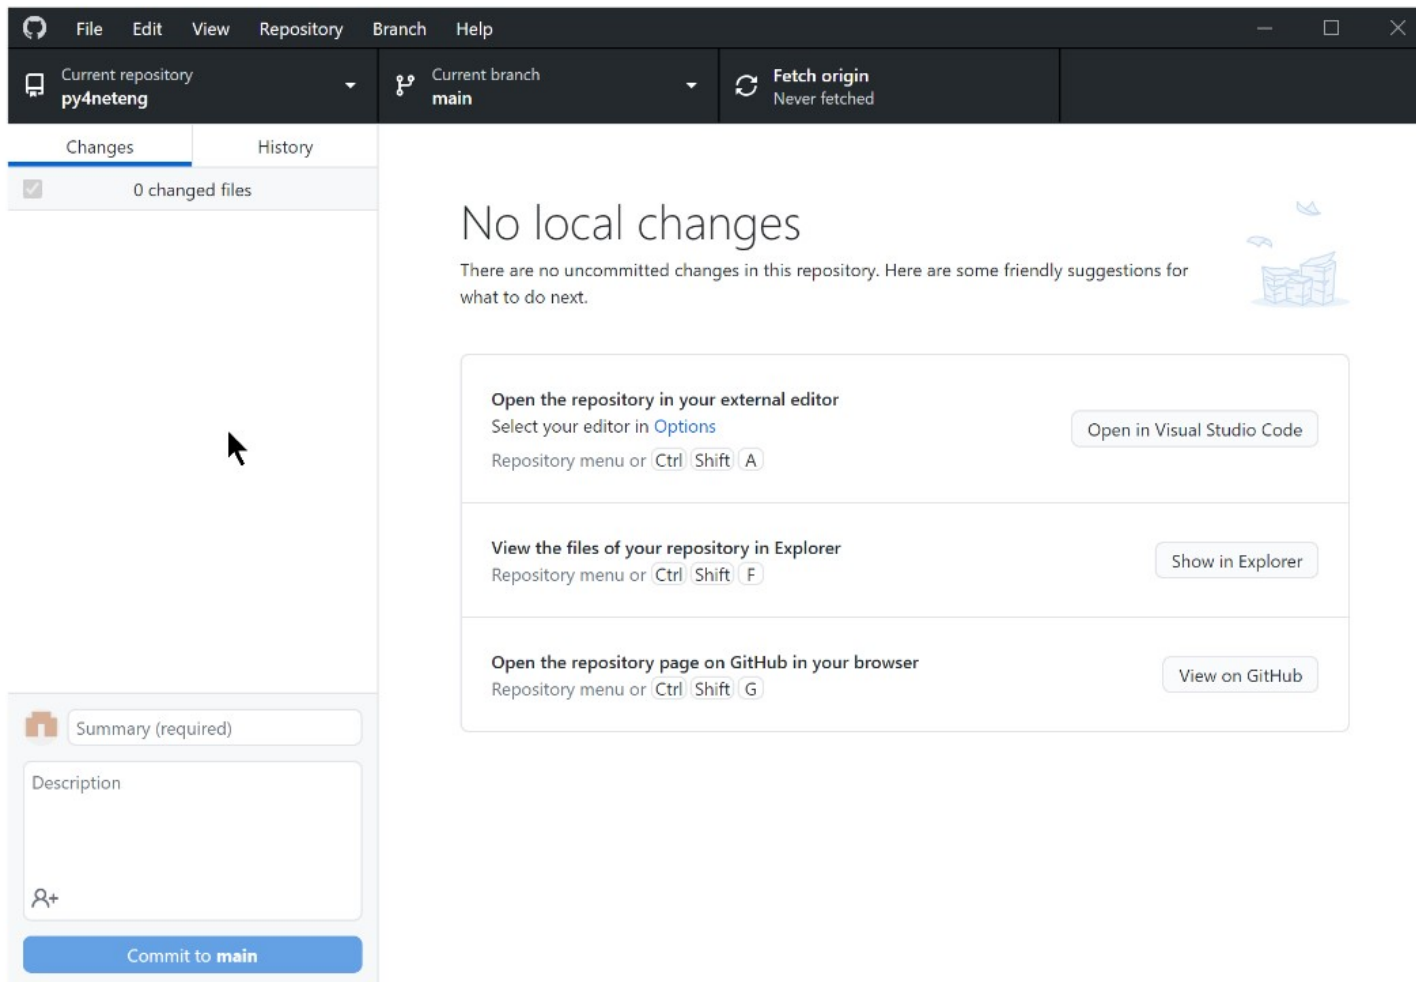 File Edit View Repository Branch Help
Current repository
py4neteng
Current branch
main
Fetch origin
Never fetched
Changes History
0 changed files
No local changes
There are no uncommitted changes in this repository. Here are some friendly suggestions for
what to do next.
Open the repository in your external editor
Select your editor in Options
Repository menu or Ctrl Shift A
Open in Visual Studio Code
View the files of your repository in Explorer
Repository menu or Ctrl Shift F
Show in Explorer
Open the repository page on GitHub in your browser
Repository menu or Ctrl Shift G
View on GitHub
Summary (required)
Description
Commit to main